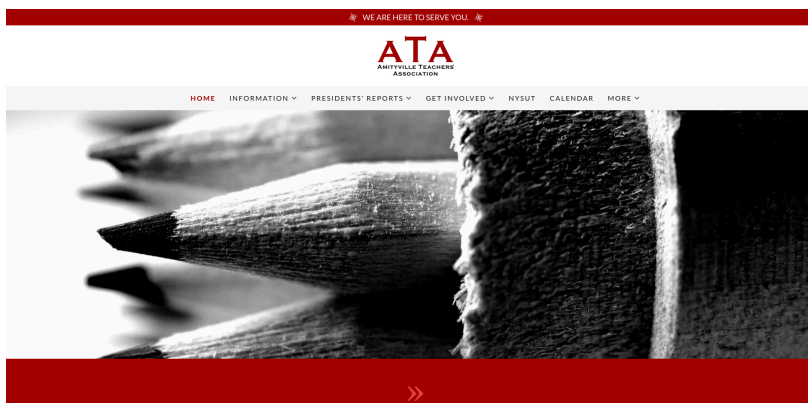 WE ARE HERE TO SERVE YOU.
ATA
AMITYVILLE TEACHERS'
ASSOCIATION
HOME INFORMATION PRESIDENTS' REPORTS GET INVOLVED NYSUT CALENDAR MORE